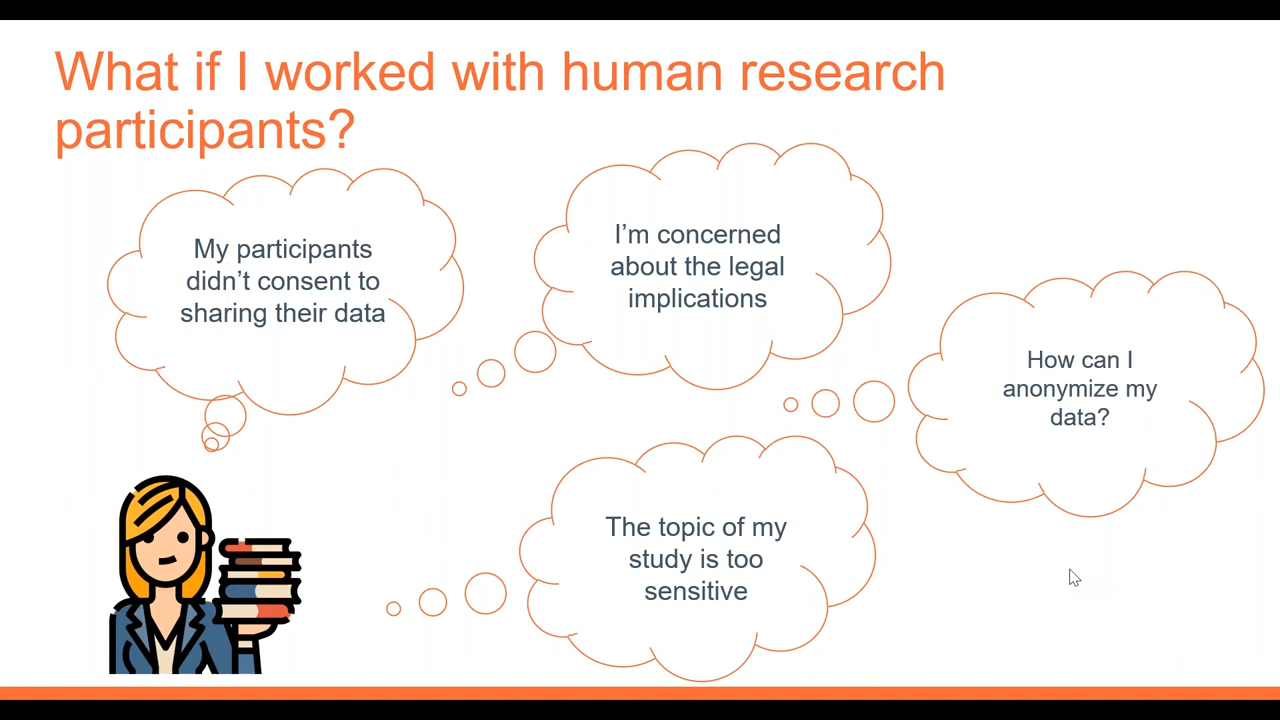 What if I worked with human research
participants?
My participants
didn’t consent to
sharing their data
I’m concerned
about the legal
implications
How can I
anonymize my
data?
The topic of my
study is too
sensitive